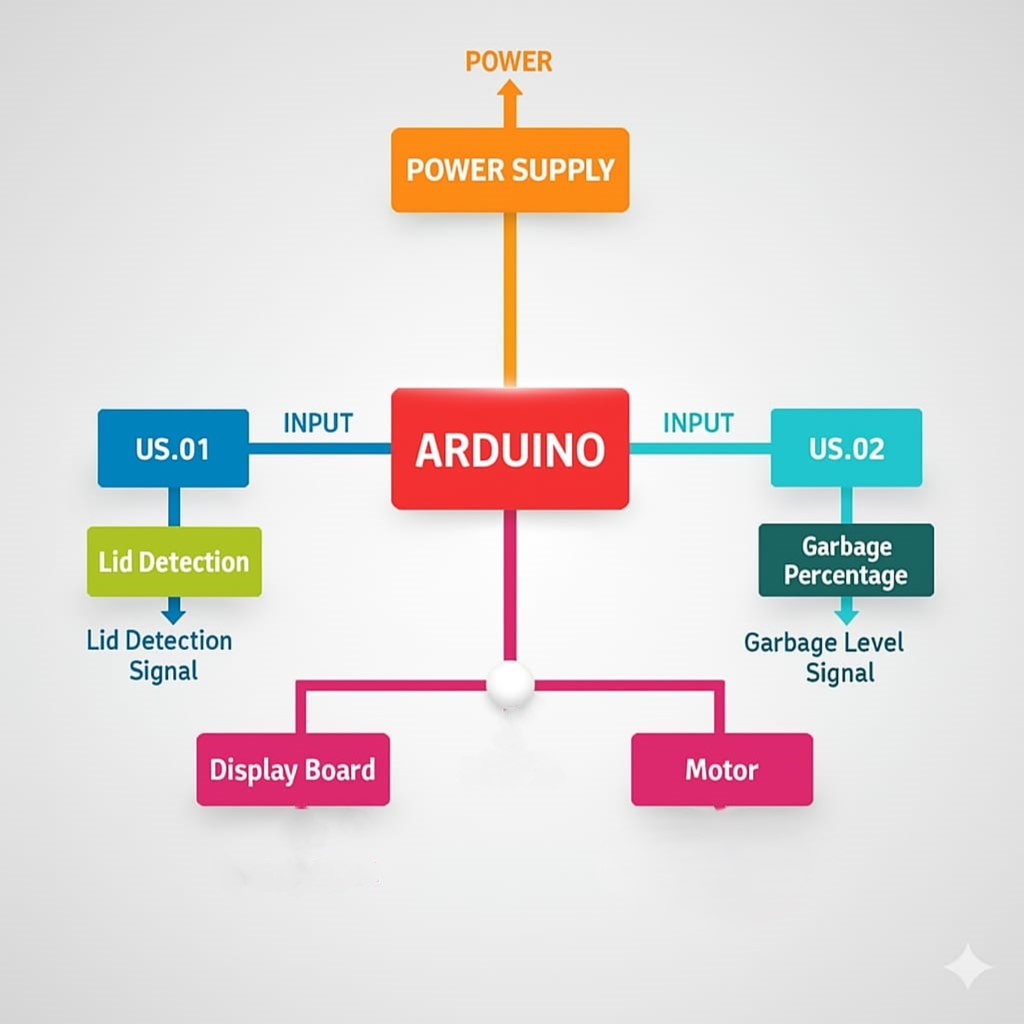 POWER
POWER SUPPLY
INPUT
INPUT
US.01
ARDUINO
US.02
Lid Detection
Garbage
Percentage
Lid Detection
Signal
Garbage Level
Signal
Display Board
Motor